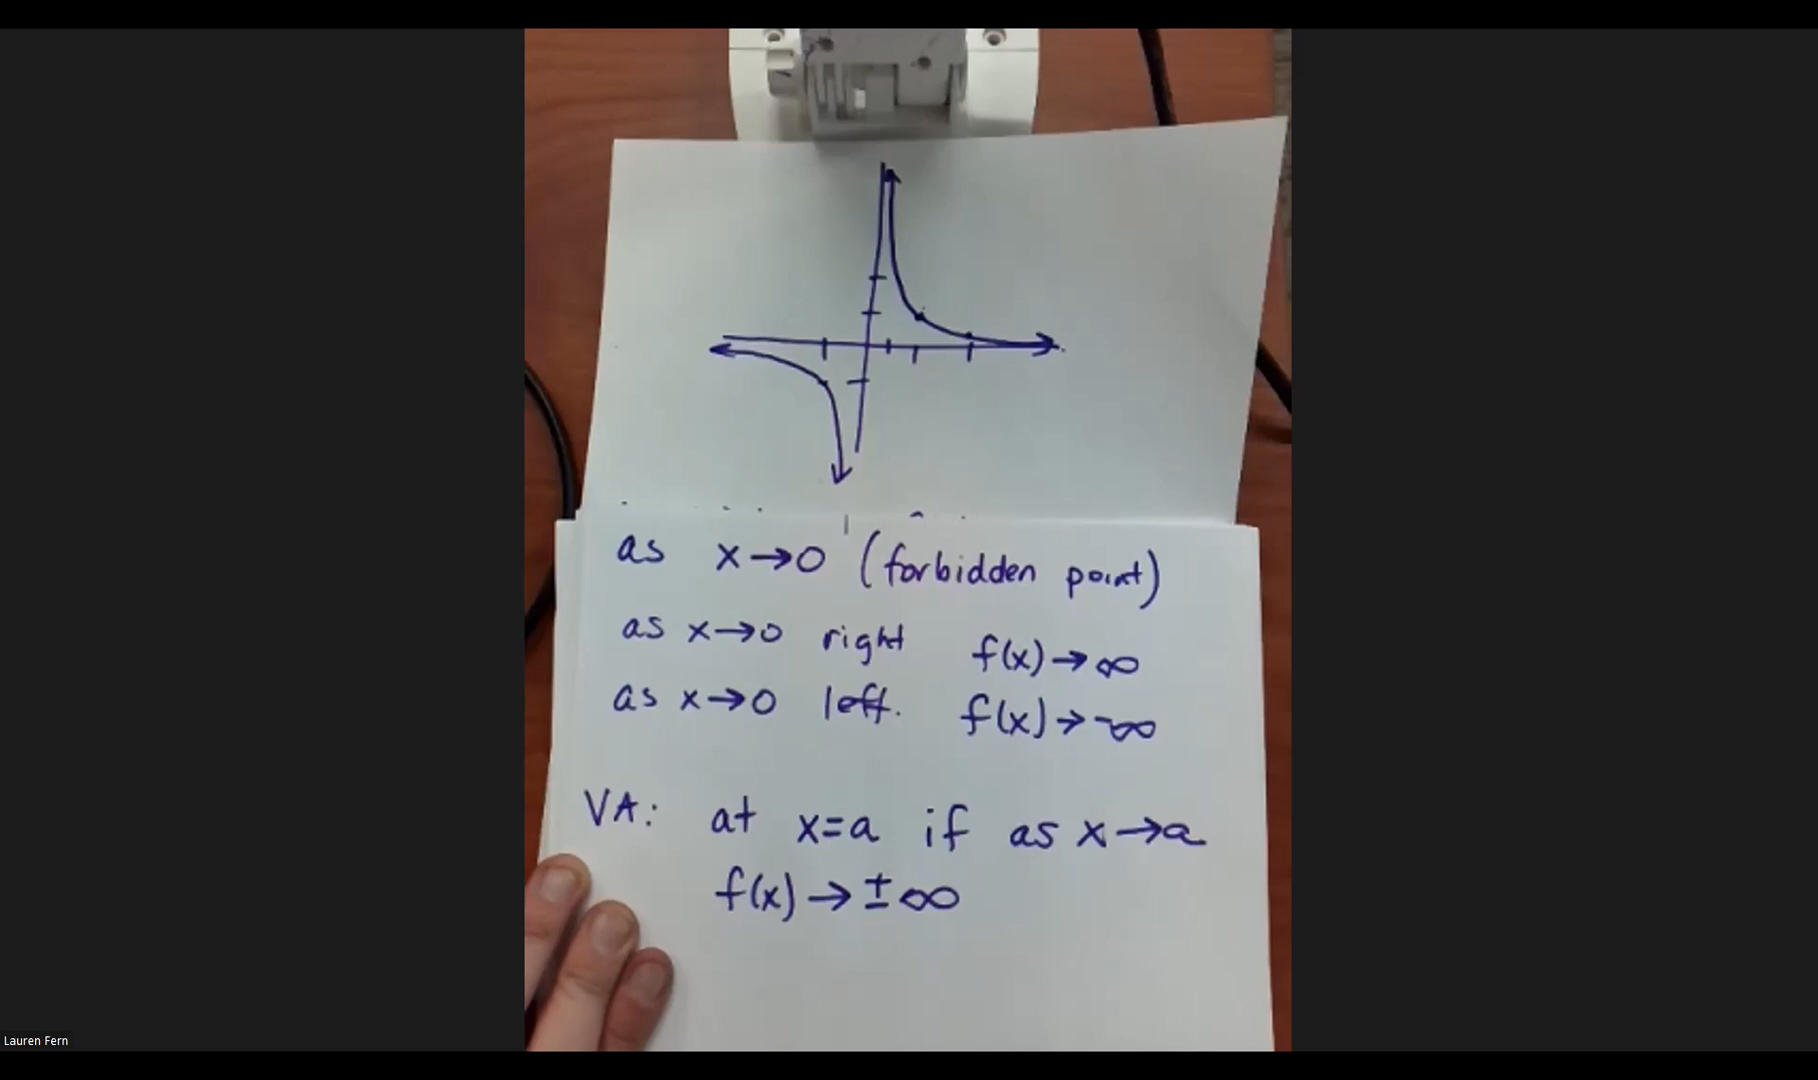 as x→0 (forbidden point)
as x→0 right f(x)→∞
as x→0 left. f(x)→-∞
VA: at x=a if as x→a
f(x)→±∞
Lauren Fern